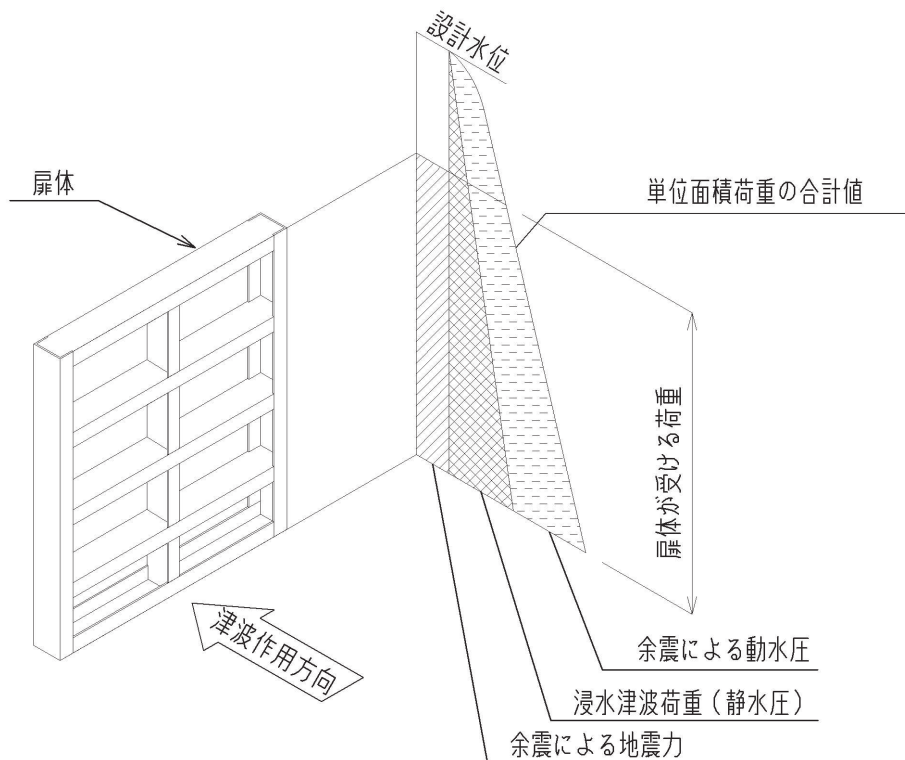 設計水位
扉体
単位面積荷重の合計値
扉体が受ける荷重
津波作用方向
余震による動水圧
浸水津波荷重(静水圧)
余震による地震力